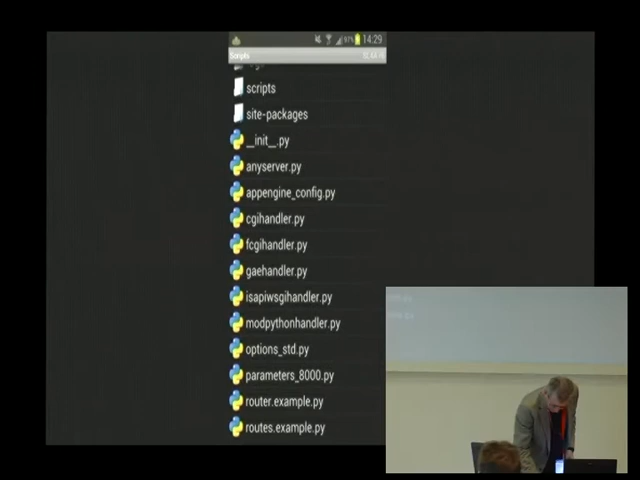 97% 14:29
Scripts
scripts
site-packages
__init__.py
anyserver.py
appengine_config.py
cgihandler.py
fcgihandler.py
gaehandler.py
isapiwsgihandler.py
modpythonhandler.py
options_std.py
parameters_8000.py
router.example.py
routes.example.py